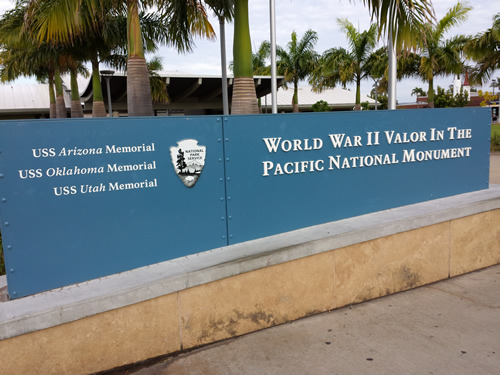 USS Arizona Memorial
USS Oklahoma Memorial
USS Utah Memorial
NATIONAL
PARK
SERVICE
World War II Valor In The
Pacific National Monument